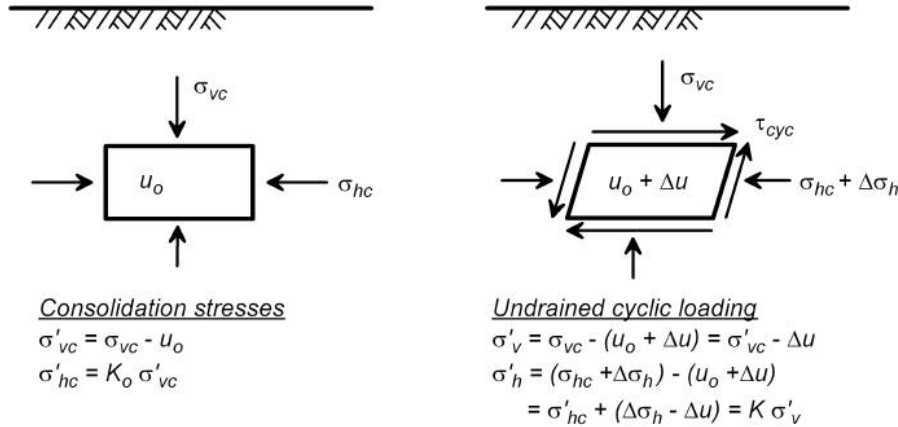 σvc
uo
σhc
Consolidation stresses
σ'vc = σvc - uo
σ'hc = Ko σ'vc
σvc
τcyc
uo + Δu
σhc + Δσh
Undrained cyclic loading
σ'v = σvc - (uo + Δu) = σ'vc - Δu
σ'h = (σhc +Δσh) - (uo +Δu)
= σ'hc + (Δσh - Δu) = K σ'v